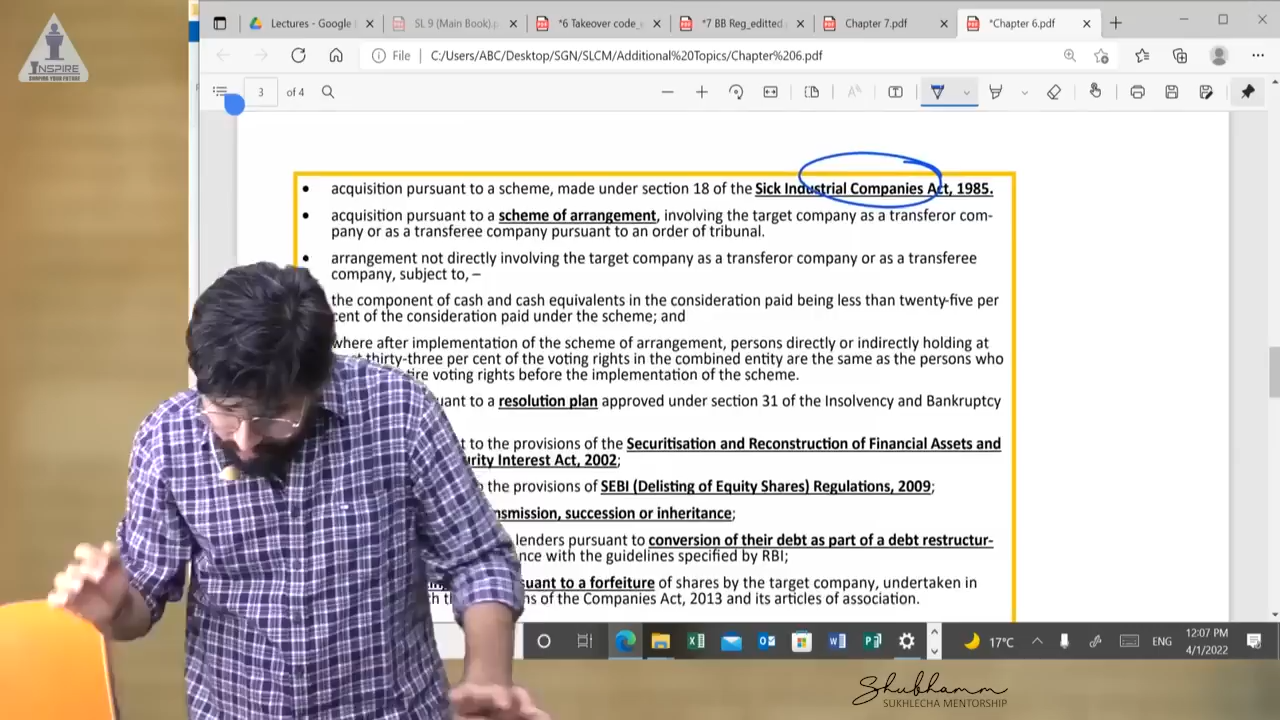 INSPIRE
SHAPING YOUR FUTURE
Lectures - Google
SL 9 (Main Book).p
*6 Takeover code_e
*7 BB Reg_editted
Chapter 7.pdf
*Chapter 6.pdf
File C:/Users/ABC/Desktop/SGN/SLCM/Additional%20Topics/Chapter%206.pdf
3 of 4
• acquisition pursuant to a scheme, made under section 18 of the Sick Industrial Companies Act, 1985.
• acquisition pursuant to a scheme of arrangement, involving the target company as a transferor com-
pany or as a transferee company pursuant to an order of tribunal.
• arrangement not directly involving the target company as a transferor company or as a transferee
company, subject to, –
the component of cash and cash equivalents in the consideration paid being less than twenty-five per
cent of the consideration paid under the scheme; and
where after implementation of the scheme of arrangement, persons directly or indirectly holding at
thirty-three per cent of the voting rights in the combined entity are the same as the persons who
voting rights before the implementation of the scheme.
to a resolution plan approved under section 31 of the Insolvency and Bankruptcy
to the provisions of the Securitisation and Reconstruction of Financial Assets and
Interest Act, 2002;
the provisions of SEBI (Delisting of Equity Shares) Regulations, 2009;
succession or inheritance;
lenders pursuant to conversion of their debt as part of a debt restructur-
with the guidelines specified by RBI;
to a forfeiture of shares by the target company, undertaken in
of the Companies Act, 2013 and its articles of association.
17°C
ENG
12:07 PM
4/1/2022
Shubhamm
SUKHLECHA MENTORSHIP